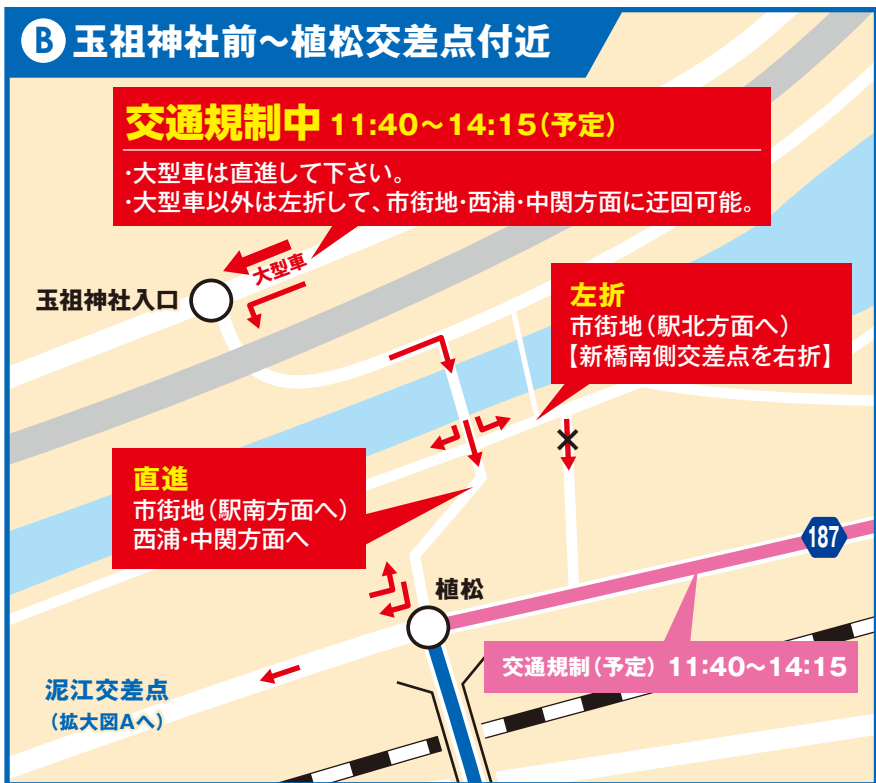 B 玉祖神社前～植松交差点付近
交通規制中 11:40～14:15(予定)
・大型車は直進して下さい。
・大型車以外は左折して、市街地・西浦・中関方面に迂回可能。
大型車
玉祖神社入口
左折
市街地(駅北方面へ)
【新橋南側交差点を右折】
直進
市街地(駅南方面へ)
西浦・中関方面へ
187
植松
交通規制(予定) 11:40～14:15
泥江交差点
(拡大図Aへ)